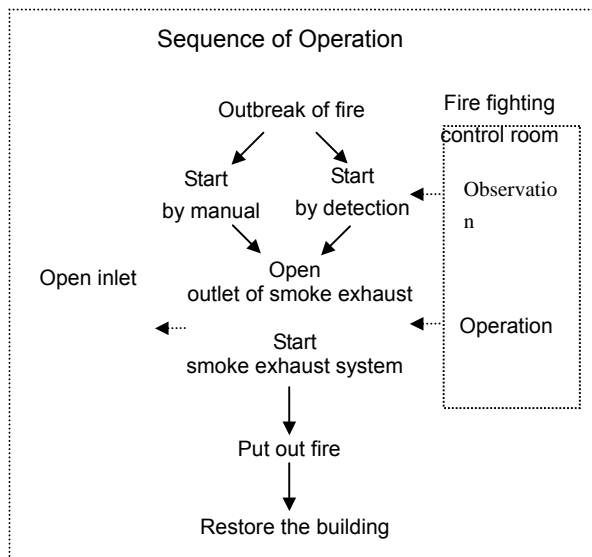 Sequence of Operation
Outbreak of fire
Fire fighting
control room
Start
by manual
Start
by detection
Observatio
n
Open
outlet of smoke exhaust
Open inlet
Operation
Start
smoke exhaust system
Put out fire
Restore the building